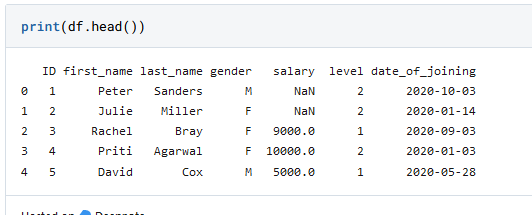 print(df.head())
ID first_name last_name gender salary level date_of_joining
0 1 Peter Sanders M NaN 2 2020-10-03
1 2 Julie Miller F NaN 2 2020-01-14
2 3 Rachel Bray F 9000.0 1 2020-09-03
3 4 Priti Agarwal F 10000.0 2 2020-01-03
4 5 David Cox M 5000.0 1 2020-05-28